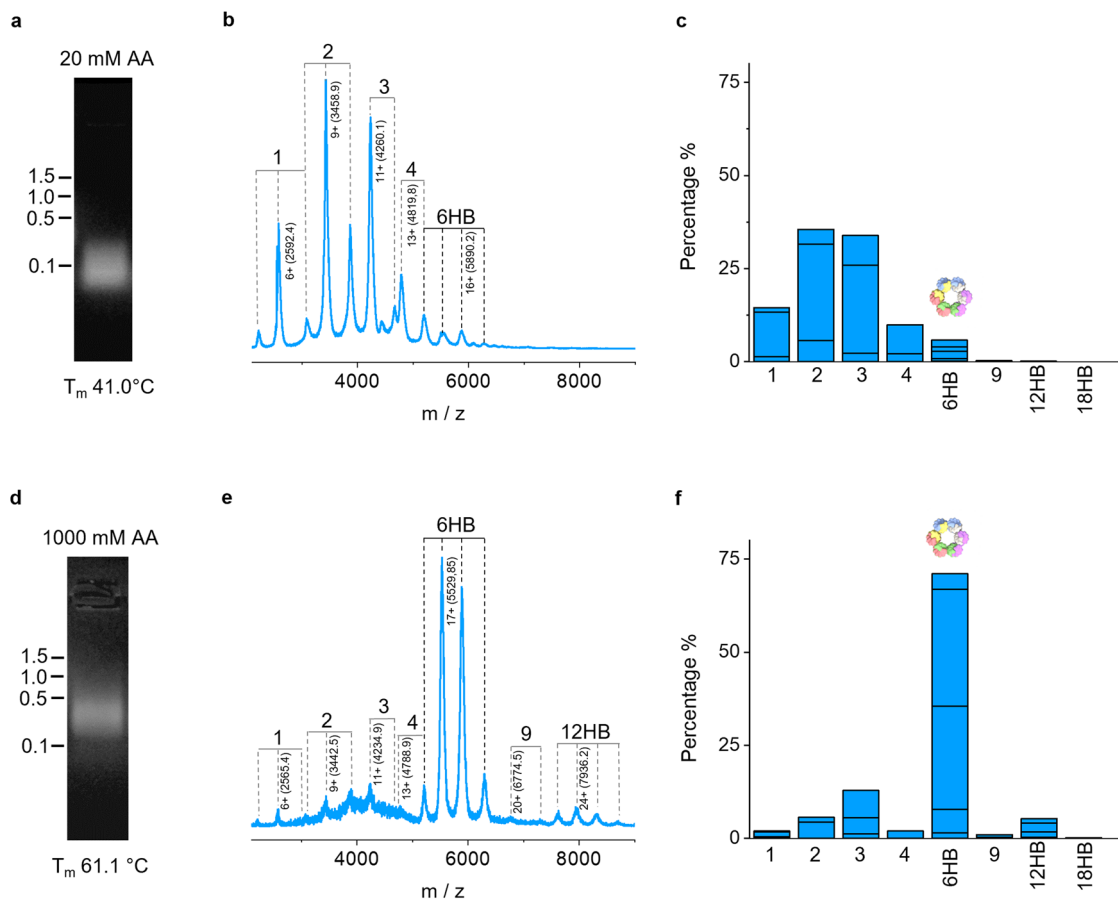 a
20 mM AA
1.5
1.0
0.5
0.1
Tm 41.0°C
b
1
2
3
4
6HB
6+ (2592.4)
9+ (3458.9)
11+ (4260.1)
13+ (4819,8)
16+ (5890.2)
4000
6000
8000
m / z
c
Percentage %
75
50
25
0
1
2
3
4
6HB
9
12HB
18HB
d
1000 mM AA
1.5
1.0
0.5
0.1
Tm 61.1 °C
e
1
2
3
4
6HB
9
12HB
6+ (2565.4)
9+ (3442.5)
11+ (4234.9)
13+ (4788.9)
17+ (5529,85)
20+ (6774.5)
24+ (7936.2)
4000
6000
8000
m / z
f
Percentage %
75
50
25
0
1
2
3
4
6HB
9
12HB
18HB